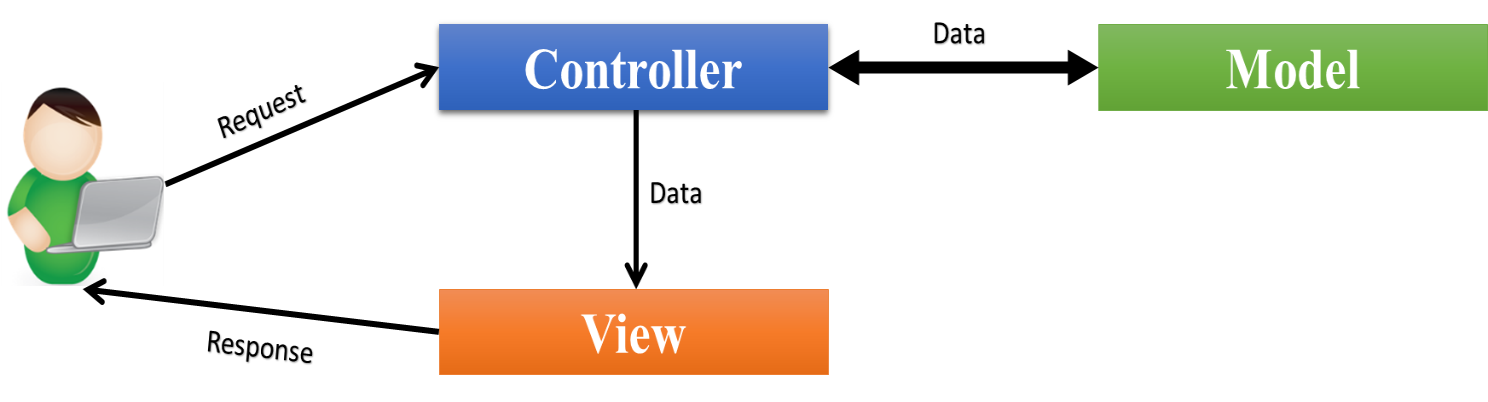 Controller
Data
Model
Request
Data
View
Response